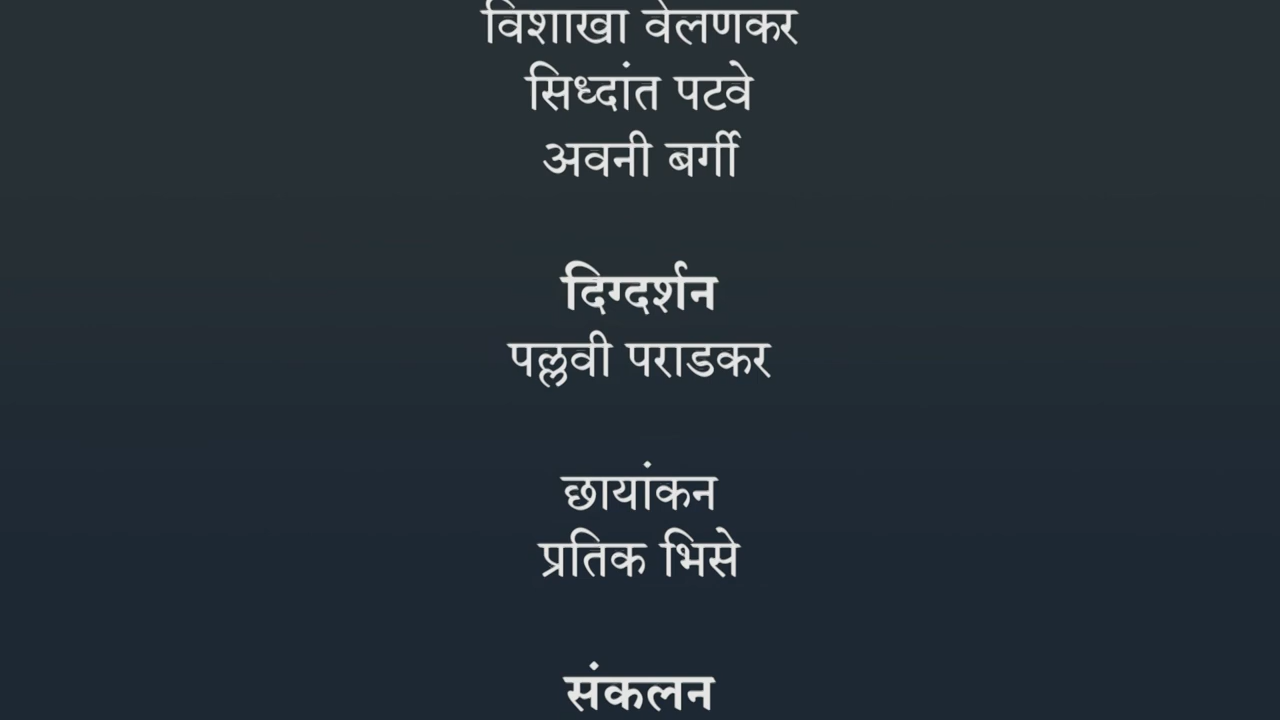 विशाखा वेलणकर
सिध्दांत पटवे
अवनी बर्गी
दिग्दर्शन
पल्लवी पराडकर
छायांकन
प्रतिक भिसे
संकलन